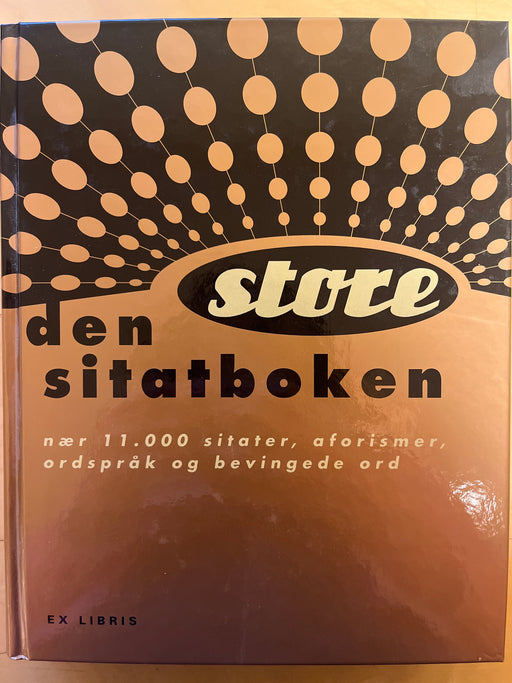 den store
sitatboken
nær 11.000 sitater, aforismer,
ordspråk og bevingede ord
EX LIBRIS